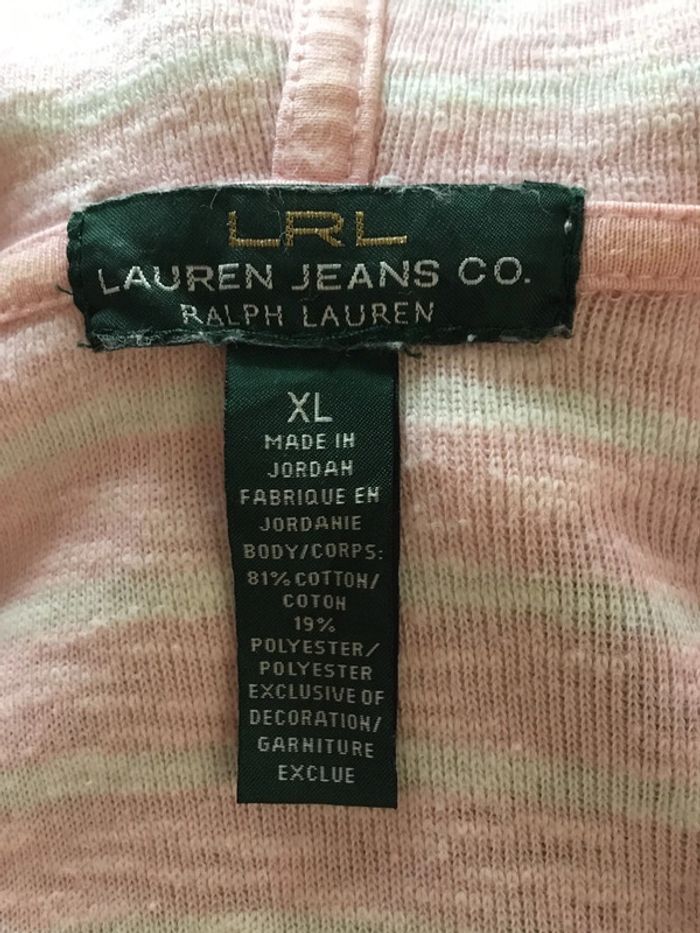 LRL
LAUREN JEANS CO.
RALPH LAUREN
XL
MADE IN
JORDAN
FABRIQUE EN
JORDANIE
BODY/CORPS:
81% COTTON/
COTON
19%
POLYESTER/
POLYESTER
EXCLUSIVE OF
DECORATION/
GARNITURE
EXCLUE